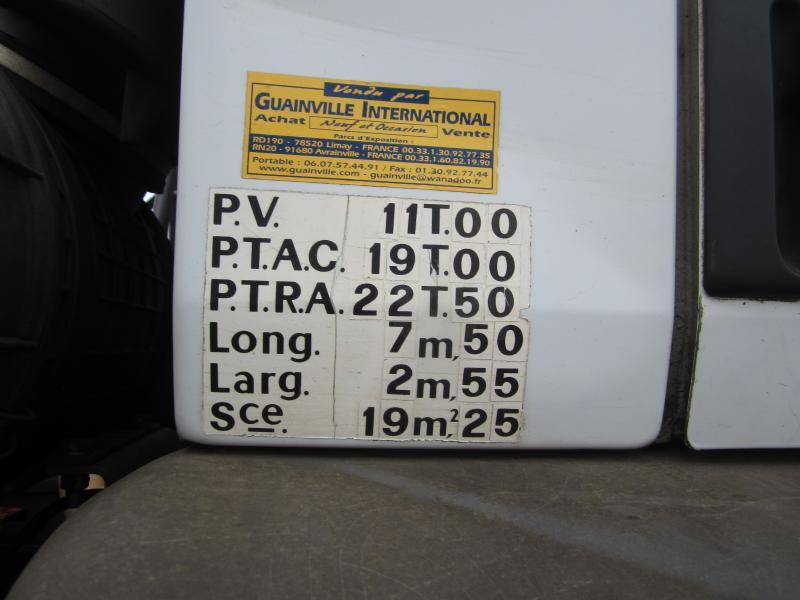 Vendu par
GUAINVILLE INTERNATIONAL
Achat Neuf et Occasion Vente
Parcs d'Exposition :
RD190 - 78520 Limay - FRANCE 00.33.1.30.92.77.35
RN20 - 91680 Avrainville - FRANCE 00.33.1.60.82.19.90
Portable : 06.07.57.44.91 / Fax : 01.30.92.77.44
www.guainville.com - guainville@wanadoo.fr
P.V. 11T.00
P.T.A.C. 19T.00
P.T.R.A. 22T.50
Long. 7m,50
Larg. 2m,55
Sce. 19m²,25